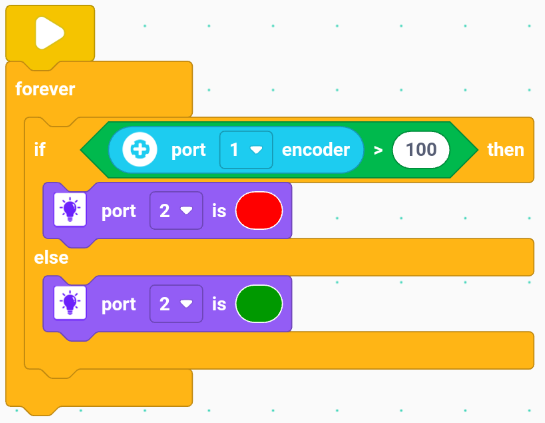 forever
if port 1 encoder > 100 then
port 2 is
else
port 2 is